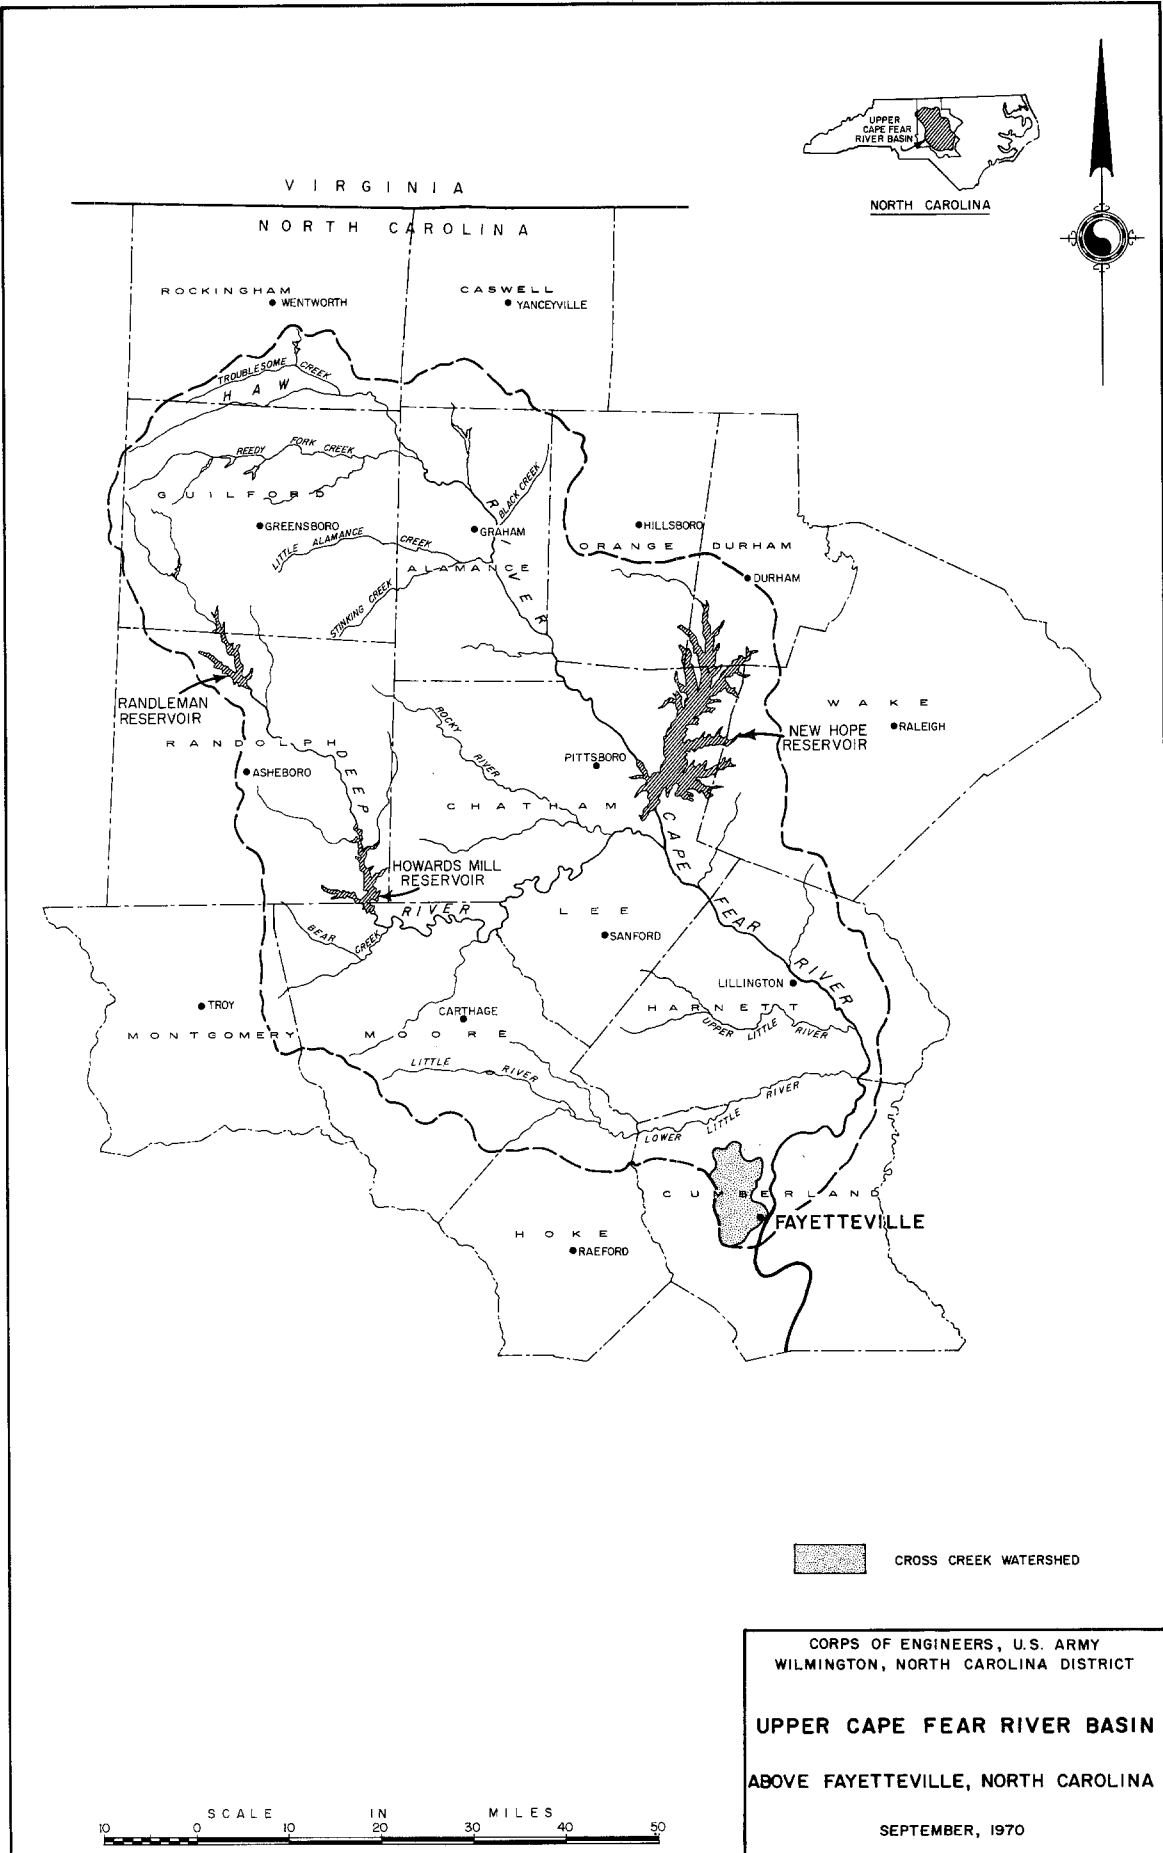 UPPER
CAPE FEAR
RIVER BASIN
NORTH CAROLINA
VIRGINIA
NORTH CAROLINA
ROCKINGHAM
WENTWORTH
CASWELL
YANCEYVILLE
TROUBLESOME CREEK
HAW
REEDY FORK CREEK
GUILFORD
GREENSBORO
LITTLE ALAMANCE CREEK
STINKING CREEK
GRAHAM
ALAMANCE
BLACK CREEK
RIVER
HILLSBORO
ORANGE
DURHAM
DURHAM
RANDLEMAN
RESERVOIR
RANDOLPH
ASHEBORO
DEEP
ROCKY RIVER
PITTSBORO
CHATHAM
NEW HOPE
RESERVOIR
WAKE
RALEIGH
HOWARDS MILL
RESERVOIR
RIVER
BEAR CREEK
CAPE FEAR RIVER
LEE
SANFORD
LILLINGTON
HARNETT
UPPER LITTLE RIVER
TROY
MONTGOMERY
CARTHAGE
MOORE
LITTLE RIVER
LOWER LITTLE RIVER
CUMBERLAND
FAYETTEVILLE
HOKE
RAEFORD
CROSS CREEK WATERSHED
CORPS OF ENGINEERS, U.S. ARMY
WILMINGTON, NORTH CAROLINA DISTRICT
UPPER CAPE FEAR RIVER BASIN
ABOVE FAYETTEVILLE, NORTH CAROLINA
SEPTEMBER, 1970
SCALE IN MILES
10 0 10 20 30 40 50